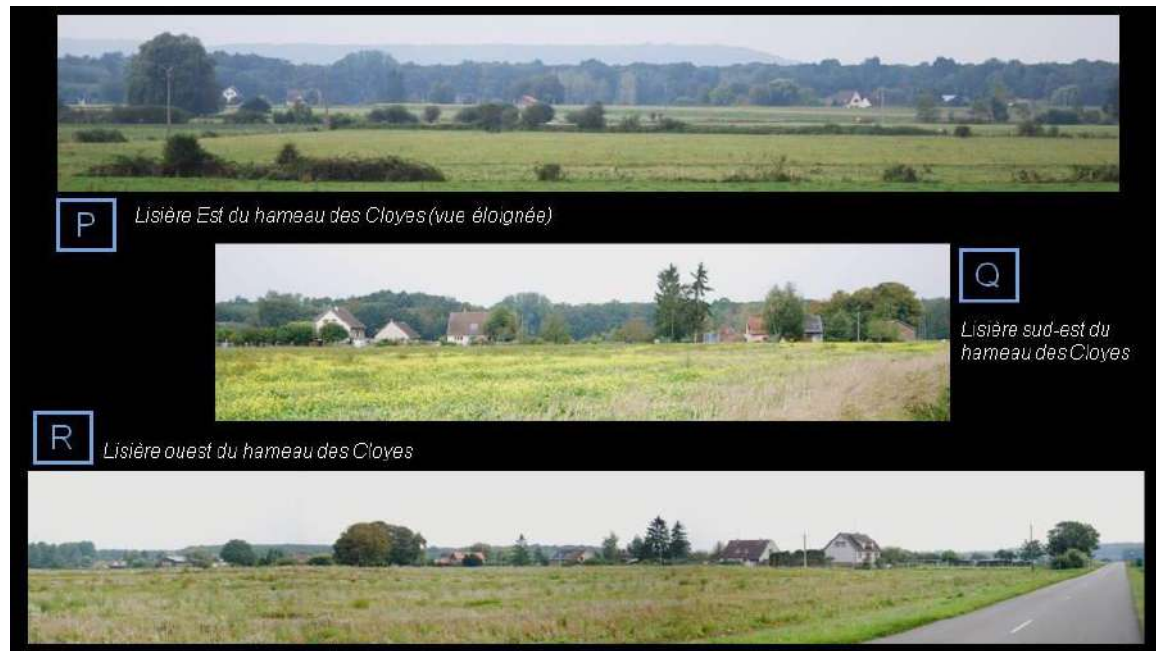 P
Lisière Est du hameau des Cloyes (vue éloignée)
Q
Lisière sud-est du
hameau des Cloyes
R
Lisière ouest du hameau des Cloyes